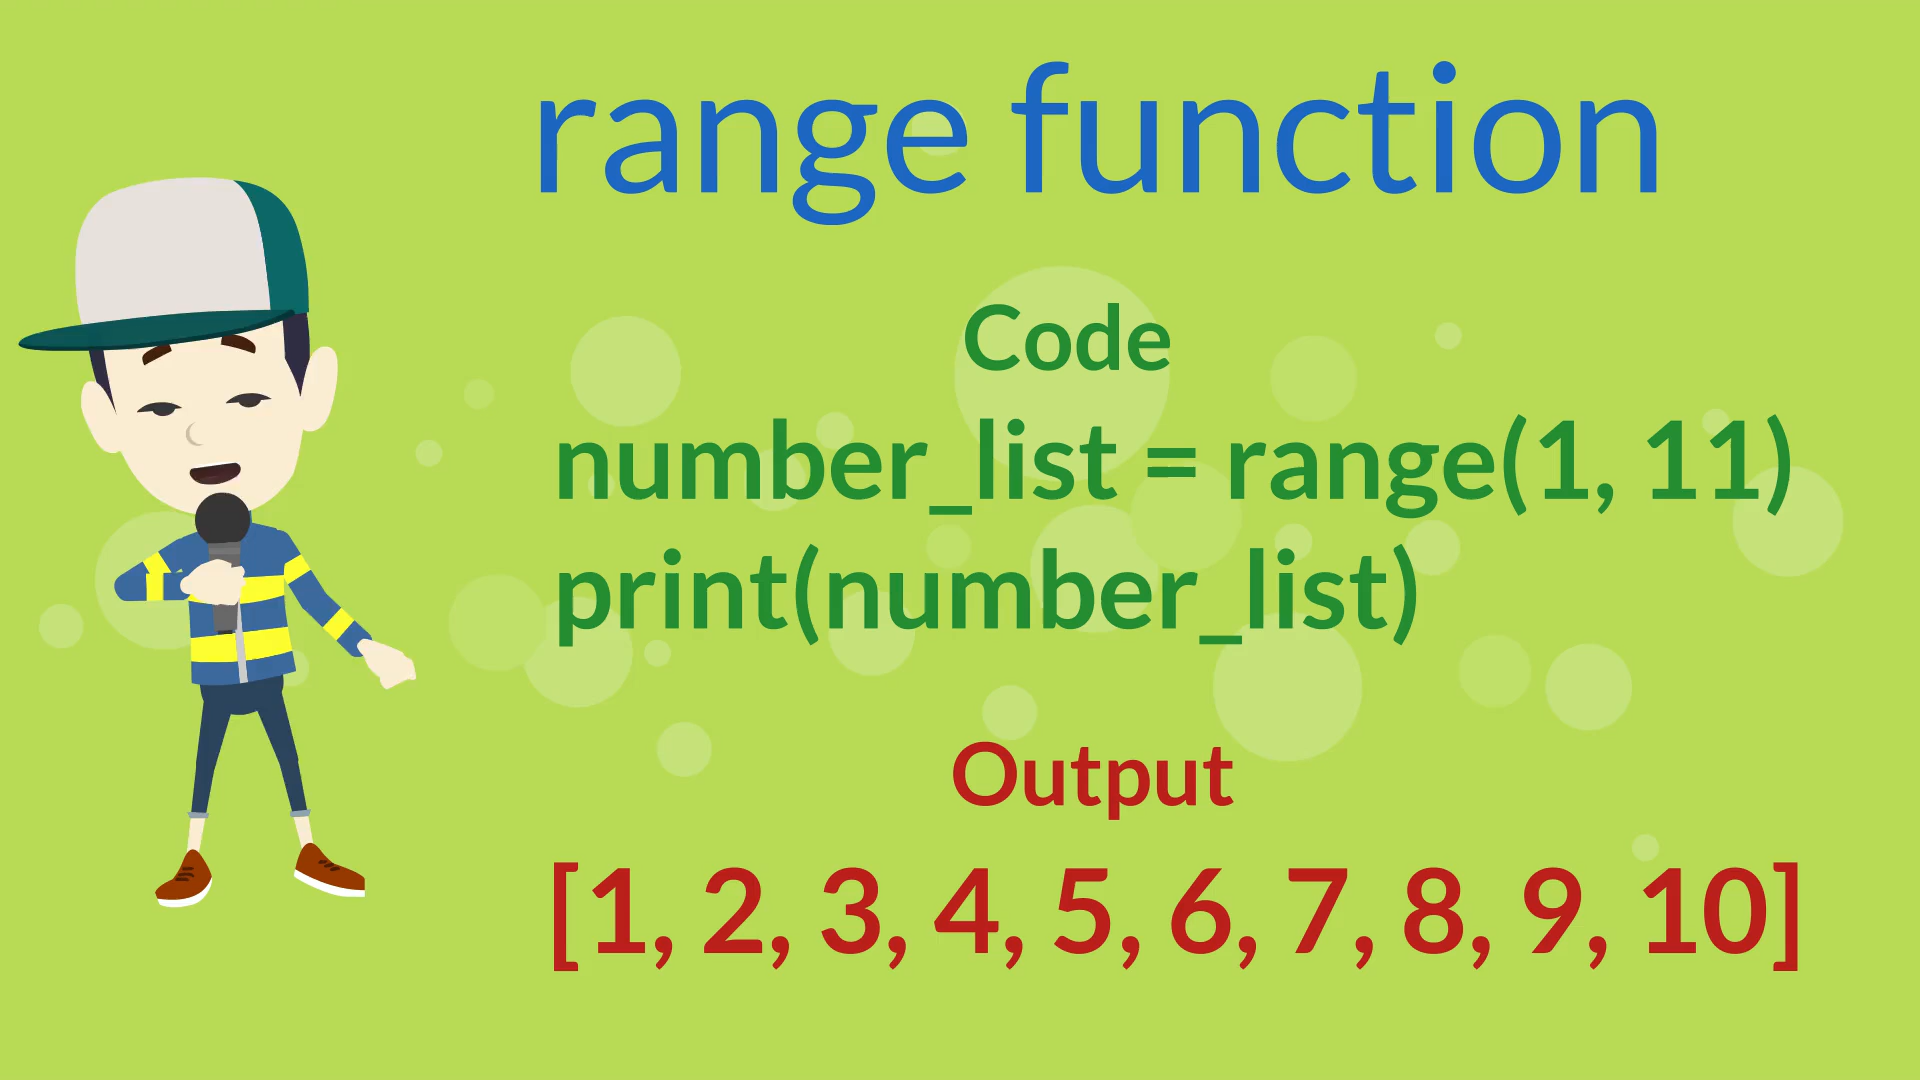 range function
Code
number_list = range(1, 11)
print(number_list)
Output
[1, 2, 3, 4, 5, 6, 7, 8, 9, 10]